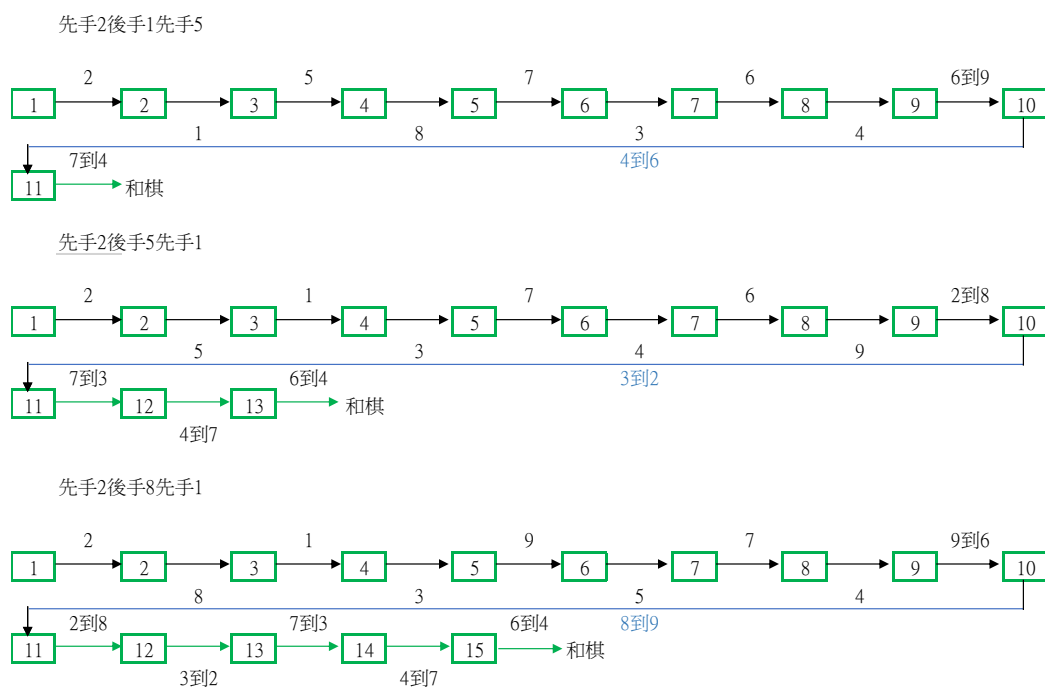 先手2後手1先手5
2 5 7 6 6到9
1 2 3 4 5 6 7 8 9 10
1 8 3 4
7到4 4到6
11 和棋
先手2後手5先手1
2 1 7 6 2到8
1 2 3 4 5 6 7 8 9 10
5 3 4 9
7到3 6到4 3到2
11 12 13 和棋
4到7
先手2後手8先手1
2 1 9 7 9到6
1 2 3 4 5 6 7 8 9 10
8 3 5 4
2到8 7到3 6到4 8到9
11 12 13 14 15 和棋
3到2 4到7